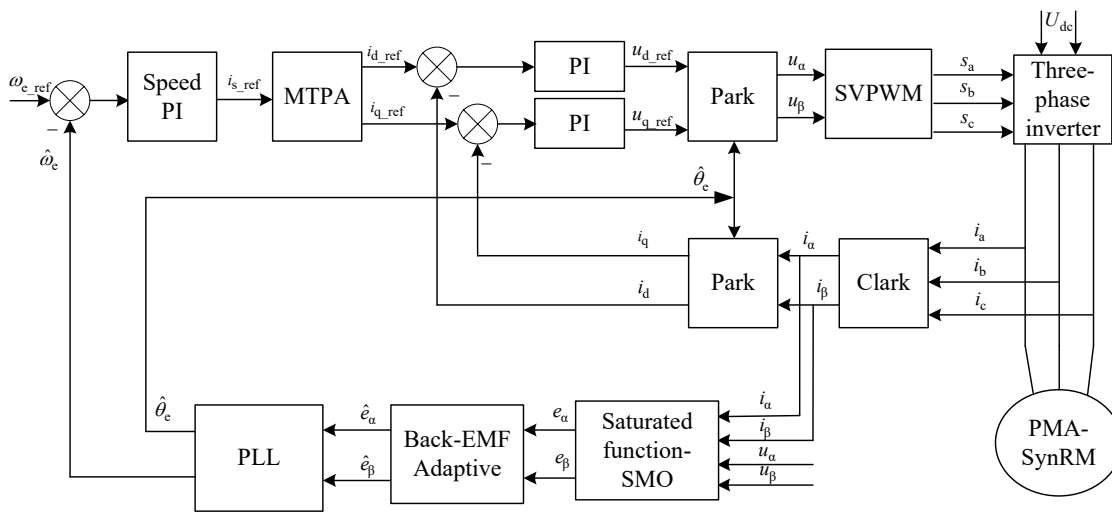 U_dc
ω_e_ref
Speed PI
i_s_ref
MTPA
i_d_ref
i_q_ref
PI
PI
u_d_ref
u_q_ref
Park
u_α
u_β
SVPWM
s_a
s_b
s_c
Three-phase inverter
−
−
−
ω̂_e
θ̂_e
i_q
i_d
Park
i_α
i_β
Clark
i_a
i_b
i_c
θ̂_e
PLL
ê_α
ê_β
Back-EMF Adaptive
e_α
e_β
Saturated function-SMO
i_α
i_β
u_α
u_β
PMA-SynRM